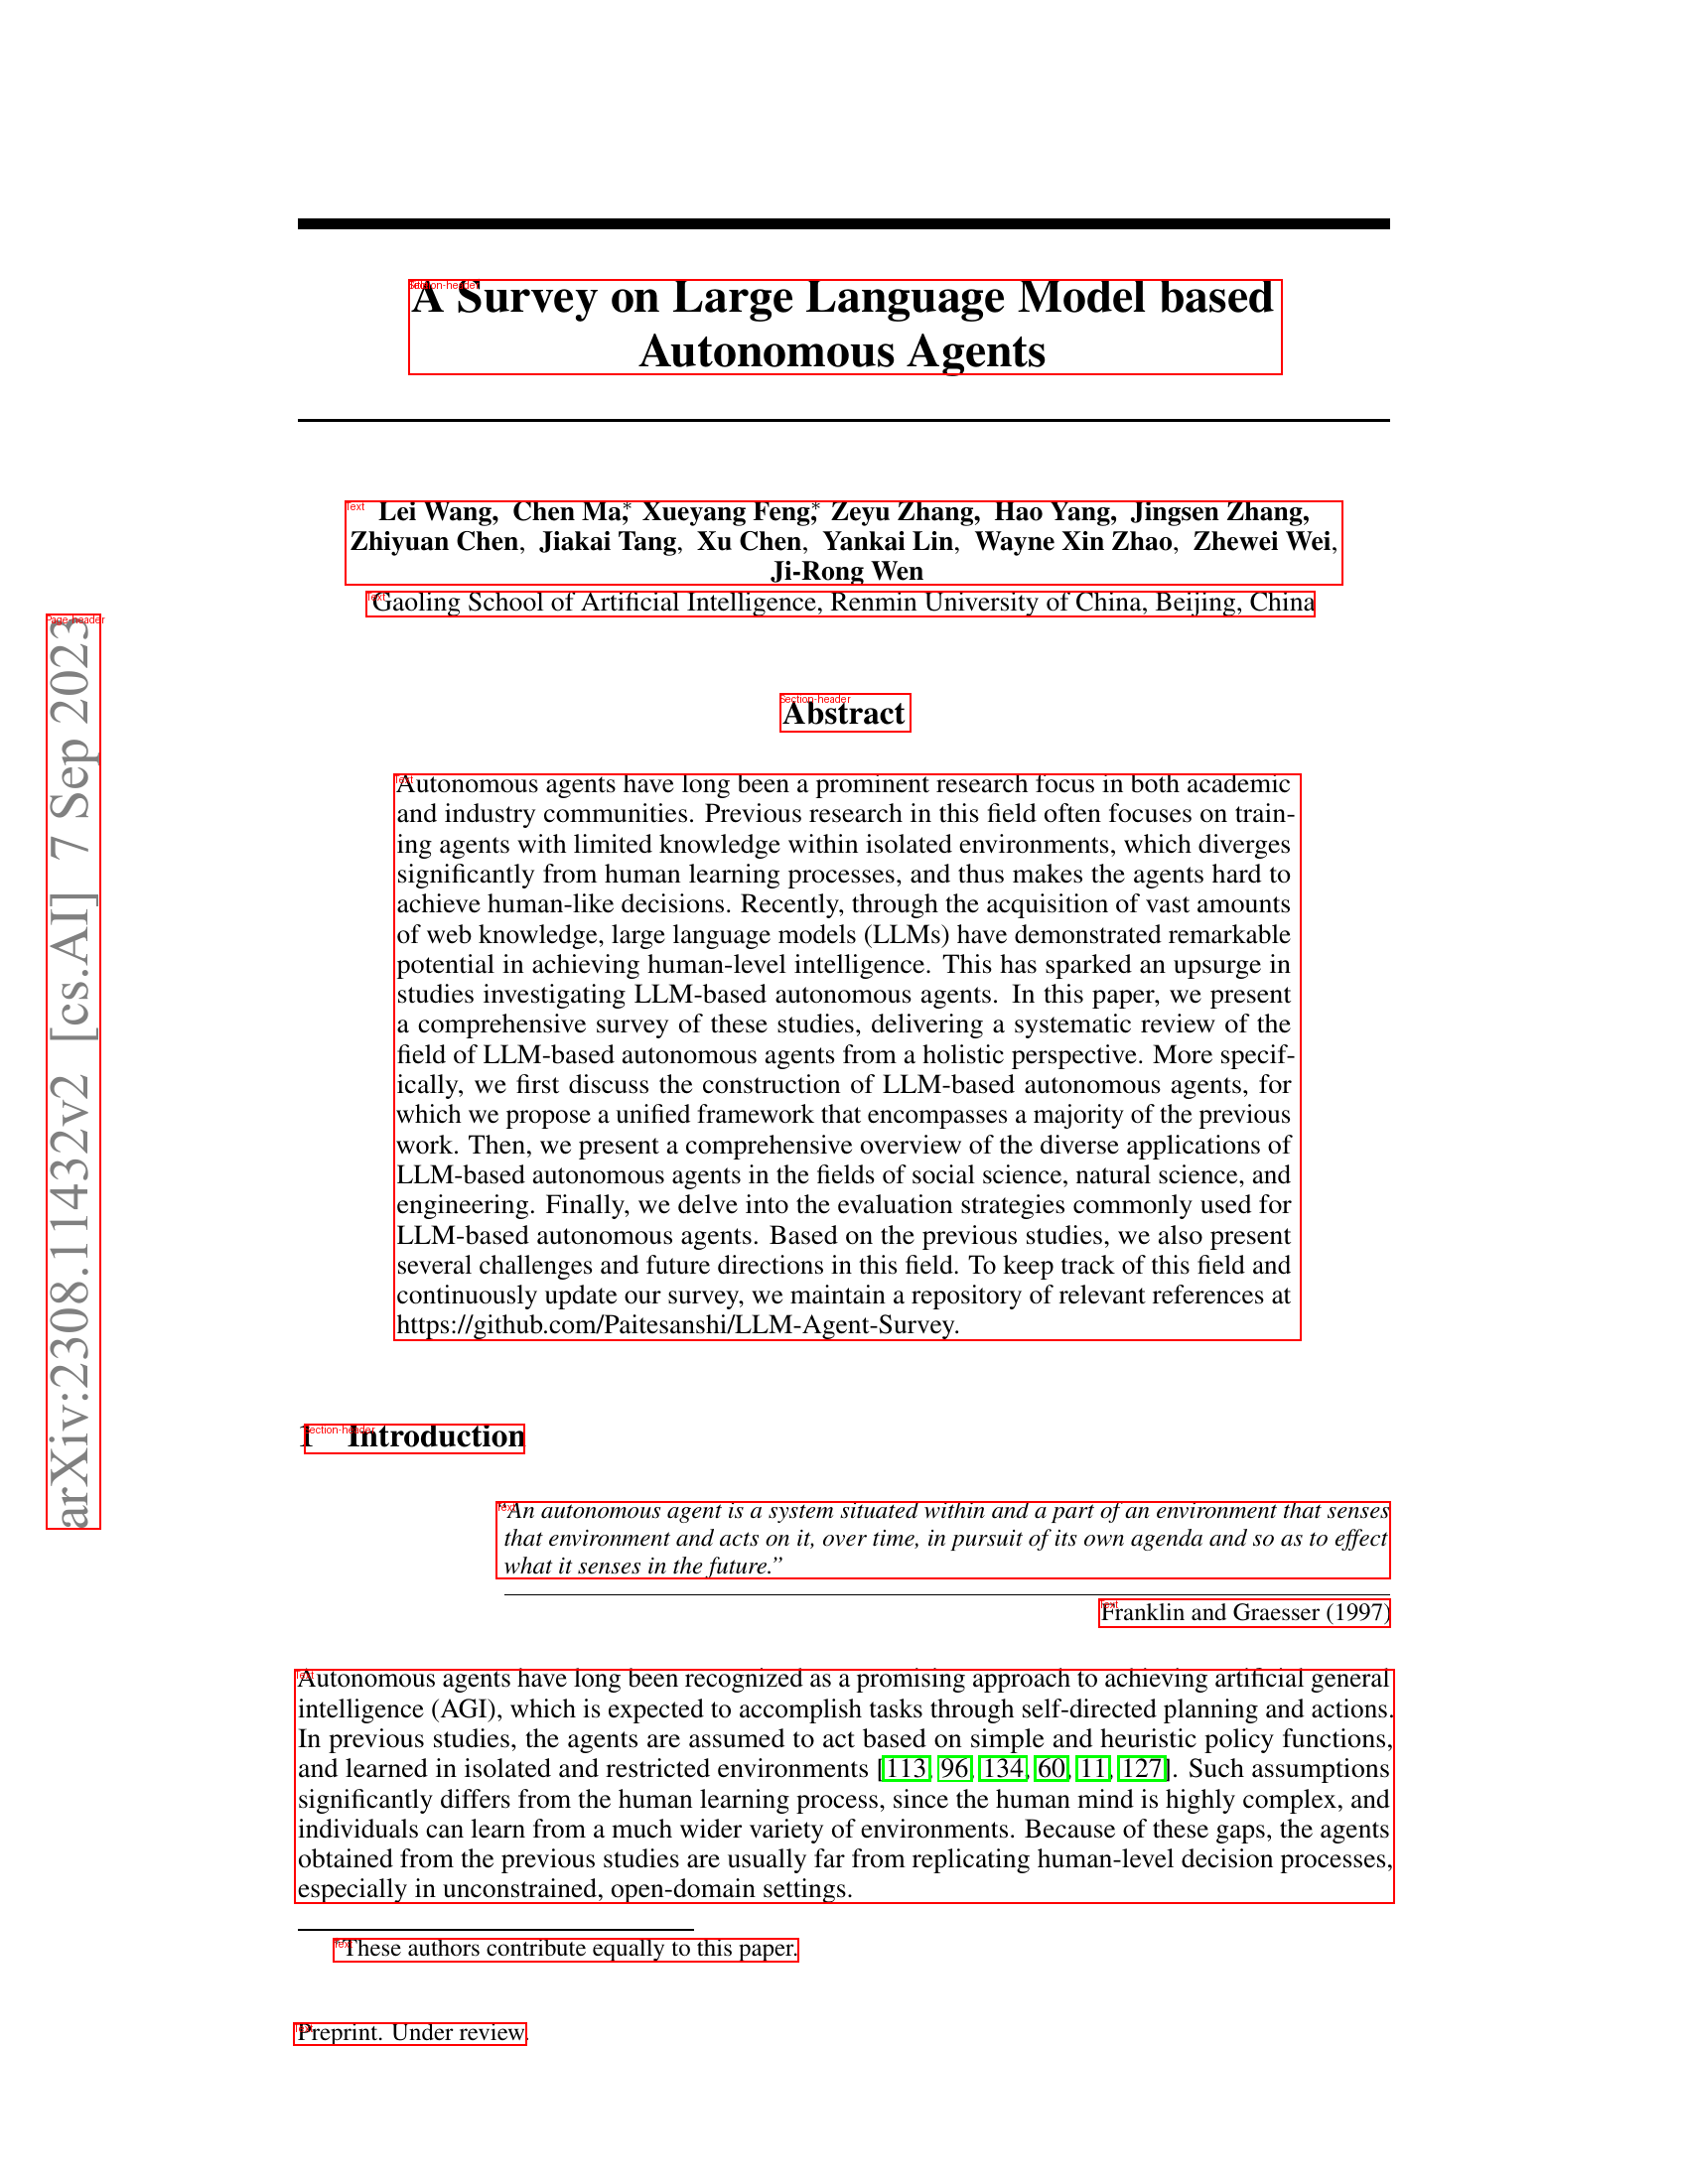 A Survey on Large Language Model based
Autonomous Agents
Lei Wang, Chen Ma,* Xueyang Feng,* Zeyu Zhang, Hao Yang, Jingsen Zhang,
Zhiyuan Chen, Jiakai Tang, Xu Chen, Yankai Lin, Wayne Xin Zhao, Zhewei Wei,
Ji-Rong Wen
Gaoling School of Artificial Intelligence, Renmin University of China, Beijing, China
arXiv:2308.11432v2 [cs.AI] 7 Sep 2023
Page-header
Section-header
Abstract
Text
Autonomous agents have long been a prominent research focus in both academic
and industry communities. Previous research in this field often focuses on train-
ing agents with limited knowledge within isolated environments, which diverges
significantly from human learning processes, and thus makes the agents hard to
achieve human-like decisions. Recently, through the acquisition of vast amounts
of web knowledge, large language models (LLMs) have demonstrated remarkable
potential in achieving human-level intelligence. This has sparked an upsurge in
studies investigating LLM-based autonomous agents. In this paper, we present
a comprehensive survey of these studies, delivering a systematic review of the
field of LLM-based autonomous agents from a holistic perspective. More specif-
ically, we first discuss the construction of LLM-based autonomous agents, for
which we propose a unified framework that encompasses a majority of the previous
work. Then, we present a comprehensive overview of the diverse applications of
LLM-based autonomous agents in the fields of social science, natural science, and
engineering. Finally, we delve into the evaluation strategies commonly used for
LLM-based autonomous agents. Based on the previous studies, we also present
several challenges and future directions in this field. To keep track of this field and
continuously update our survey, we maintain a repository of relevant references at
https://github.com/Paitesanshi/LLM-Agent-Survey.
Section-header
1 Introduction
Text
“An autonomous agent is a system situated within and a part of an environment that senses
that environment and acts on it, over time, in pursuit of its own agenda and so as to effect
what it senses in the future.”
Text
Franklin and Graesser (1997)
Text
Autonomous agents have long been recognized as a promising approach to achieving artificial general
intelligence (AGI), which is expected to accomplish tasks through self-directed planning and actions.
In previous studies, the agents are assumed to act based on simple and heuristic policy functions,
and learned in isolated and restricted environments [113, 96, 134, 60, 11, 127]. Such assumptions
significantly differs from the human learning process, since the human mind is highly complex, and
individuals can learn from a much wider variety of environments. Because of these gaps, the agents
obtained from the previous studies are usually far from replicating human-level decision processes,
especially in unconstrained, open-domain settings.
Text
*These authors contribute equally to this paper.
Text
Preprint. Under review.